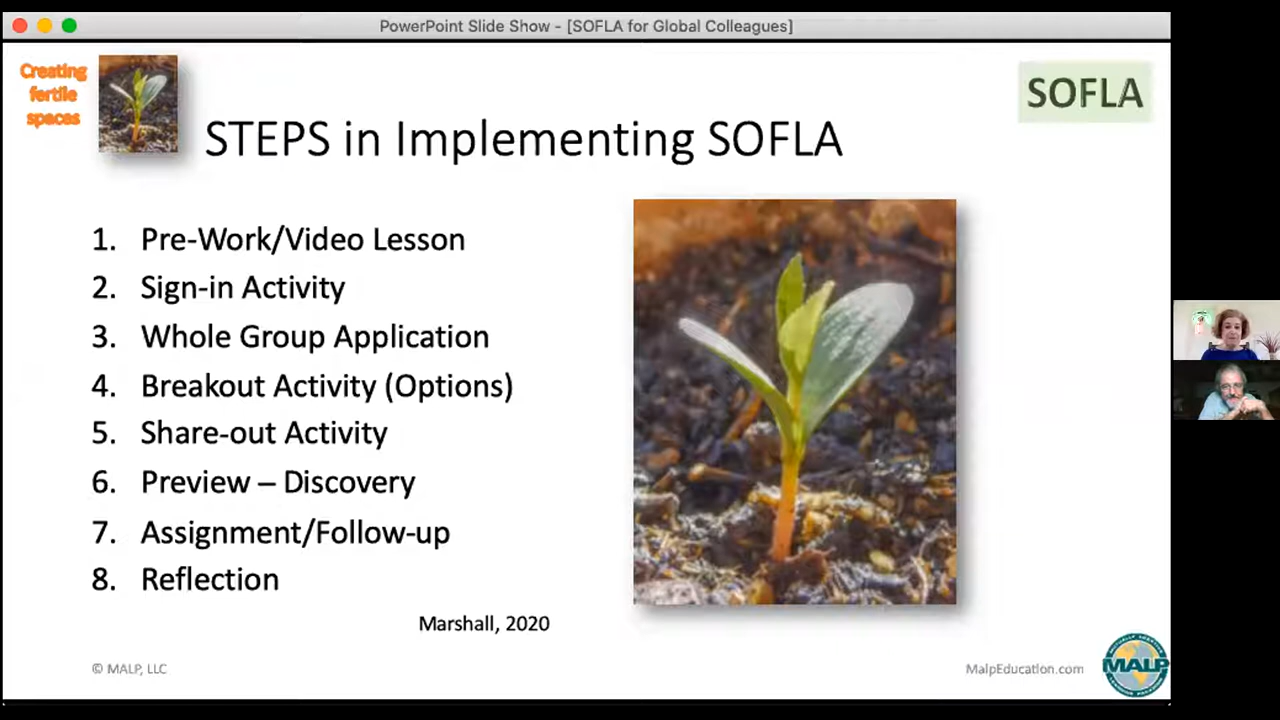 PowerPoint Slide Show - [SOFLA for Global Colleagues]
Creating
fertile
spaces
SOFLA
STEPS in Implementing SOFLA
1. Pre-Work/Video Lesson
2. Sign-in Activity
3. Whole Group Application
4. Breakout Activity (Options)
5. Share-out Activity
6. Preview – Discovery
7. Assignment/Follow-up
8. Reflection
Marshall, 2020
© MALP, LLC
MalpEducation.com
MALP